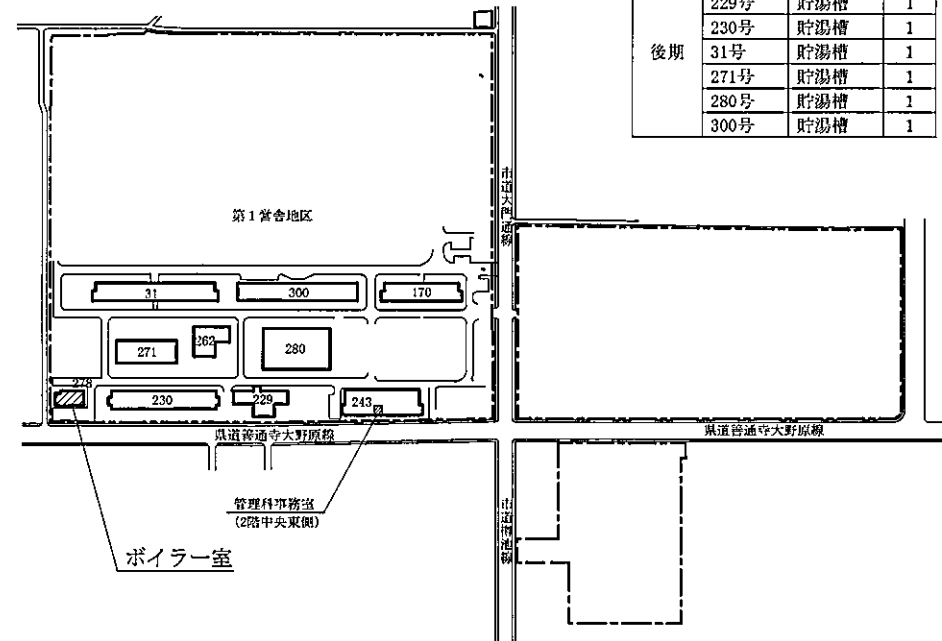 229号 貯湯槽 1
230号 貯湯槽 1
後期 31号 貯湯槽 1
271号 貯湯槽 1
280号 貯湯槽 1
300号 貯湯槽 1
市道大門通線
第1営舎地区
31
300
170
271
262
280
278
230
229
243
県道善通寺大野原線
県道善通寺大野原線
管理科事務室
(2階中央東側)
ボイラー室